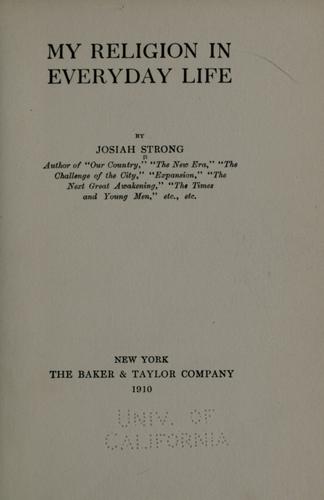 MY RELIGION IN
EVERYDAY LIFE
BY
JOSIAH STRONG
Author of "Our Country," "The New Era," "The
Challenge of the City," "Expansion," "The
Next Great Awakening," "The Times
and Young Men," etc., etc.
NEW YORK
THE BAKER & TAYLOR COMPANY
1910
UNIV. OF
CALIFORNIA